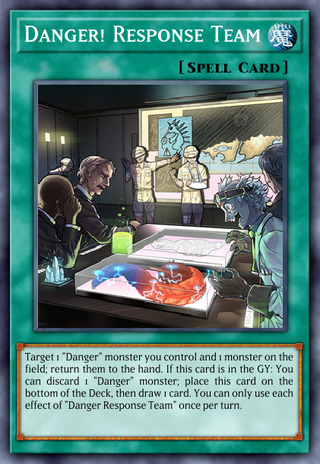 Danger! Response Team 魔
[Spell Card]
Target 1 "Danger" monster you control and 1 monster on the
field; return them to the hand. If this card is in the GY: You
can discard 1 "Danger" monster; place this card on the
bottom of the Deck, then draw 1 card. You can only use each
effect of "Danger Response Team" once per turn.